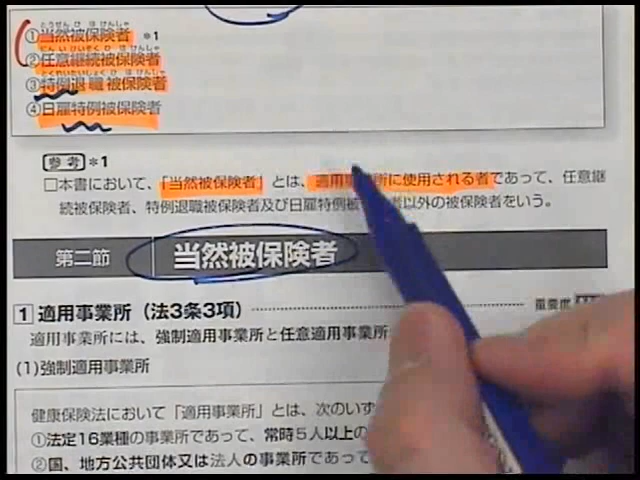 ①当然被保険者 *1
②任意継続被保険者
③特例退職被保険者
④日雇特例被保険者
参考 *1
□本書において、「当然被保険者」とは、適用事業所に使用される者であって、任意継
続被保険者、特例退職被保険者及び日雇特例被保険者以外の被保険者をいう。
第二節 当然被保険者
1 適用事業所（法3条3項） 重要度
適用事業所には、強制適用事業所と任意適用事業所
(1)強制適用事業所
健康保険法において「適用事業所」とは、次のいず
①法定16業種の事業所であって、常時5人以上の
②国、地方公共団体又は法人の事業所であって